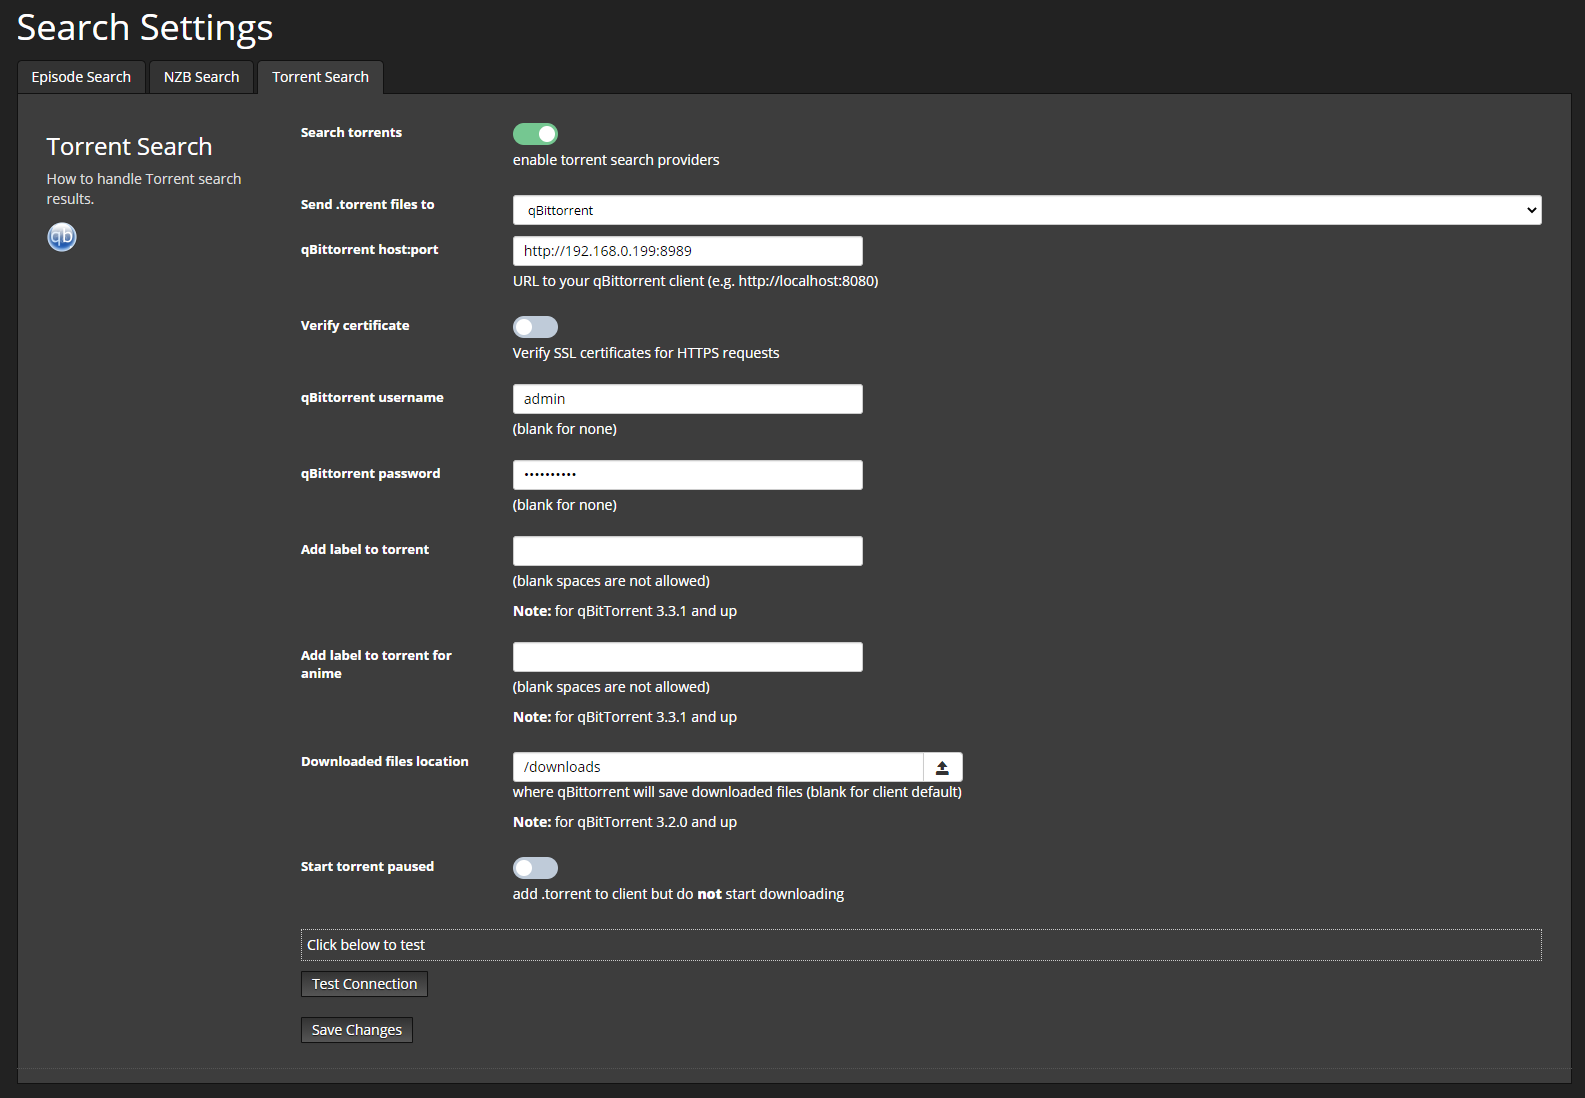 Search Settings
Episode Search
NZB Search
Torrent Search
Torrent Search
How to handle Torrent search
results.
qb
Search torrents
enable torrent search providers
Send .torrent files to
qBittorrent
qBittorrent host:port
http://192.168.0.199:8989
URL to your qBittorrent client (e.g. http://localhost:8080)
Verify certificate
Verify SSL certificates for HTTPS requests
qBittorrent username
admin
(blank for none)
qBittorrent password
••••••••••
(blank for none)
Add label to torrent
(blank spaces are not allowed)
Note: for qBitTorrent 3.3.1 and up
Add label to torrent for
anime
(blank spaces are not allowed)
Note: for qBitTorrent 3.3.1 and up
Downloaded files location
/downloads
where qBittorrent will save downloaded files (blank for client default)
Note: for qBitTorrent 3.2.0 and up
Start torrent paused
add .torrent to client but do not start downloading
Click below to test
Test Connection
Save Changes